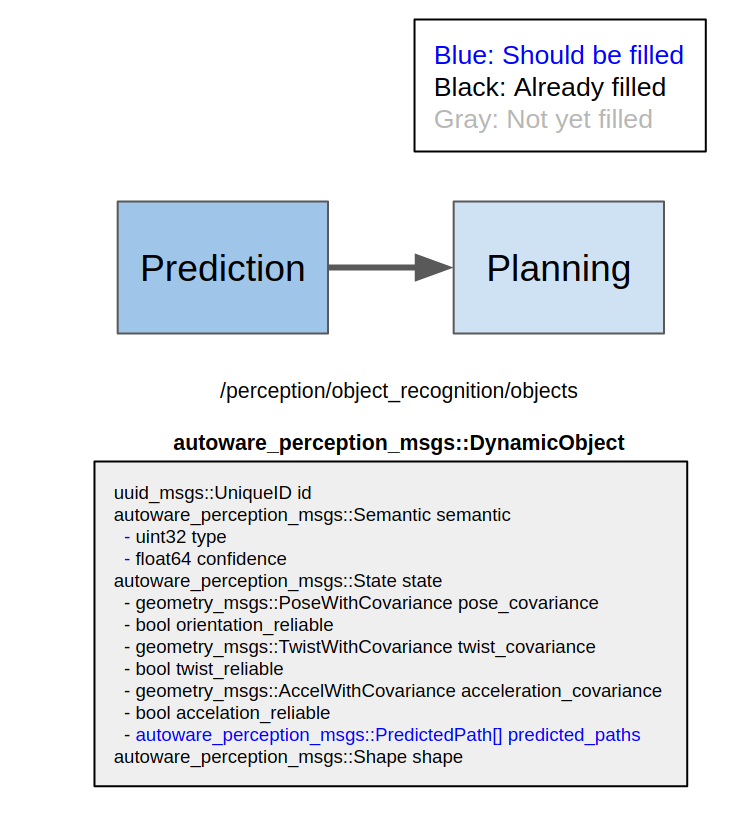 Blue: Should be filled
Black: Already filled
Gray: Not yet filled
Prediction
Planning
/perception/object_recognition/objects
autoware_perception_msgs::DynamicObject
uuid_msgs::UniqueID id
autoware_perception_msgs::Semantic semantic
- uint32 type
- float64 confidence
autoware_perception_msgs::State state
- geometry_msgs::PoseWithCovariance pose_covariance
- bool orientation_reliable
- geometry_msgs::TwistWithCovariance twist_covariance
- bool twist_reliable
- geometry_msgs::AccelWithCovariance acceleration_covariance
- bool accelation_reliable
- autoware_perception_msgs::PredictedPath[] predicted_paths
autoware_perception_msgs::Shape shape